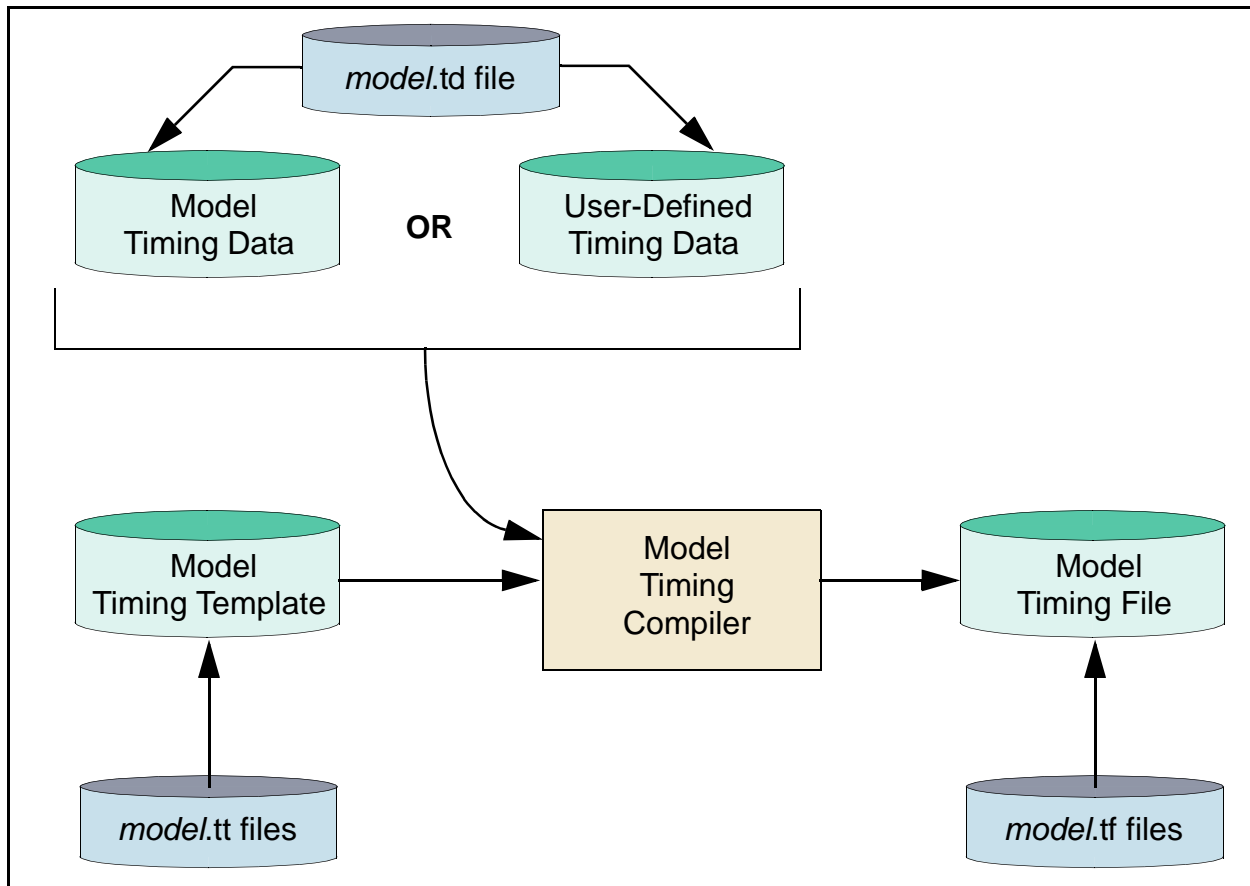 model.td file
Model
Timing Data
OR
User-Defined
Timing Data
Model
Timing Template
Model
Timing
Compiler
Model
Timing File
model.tt files
model.tf files